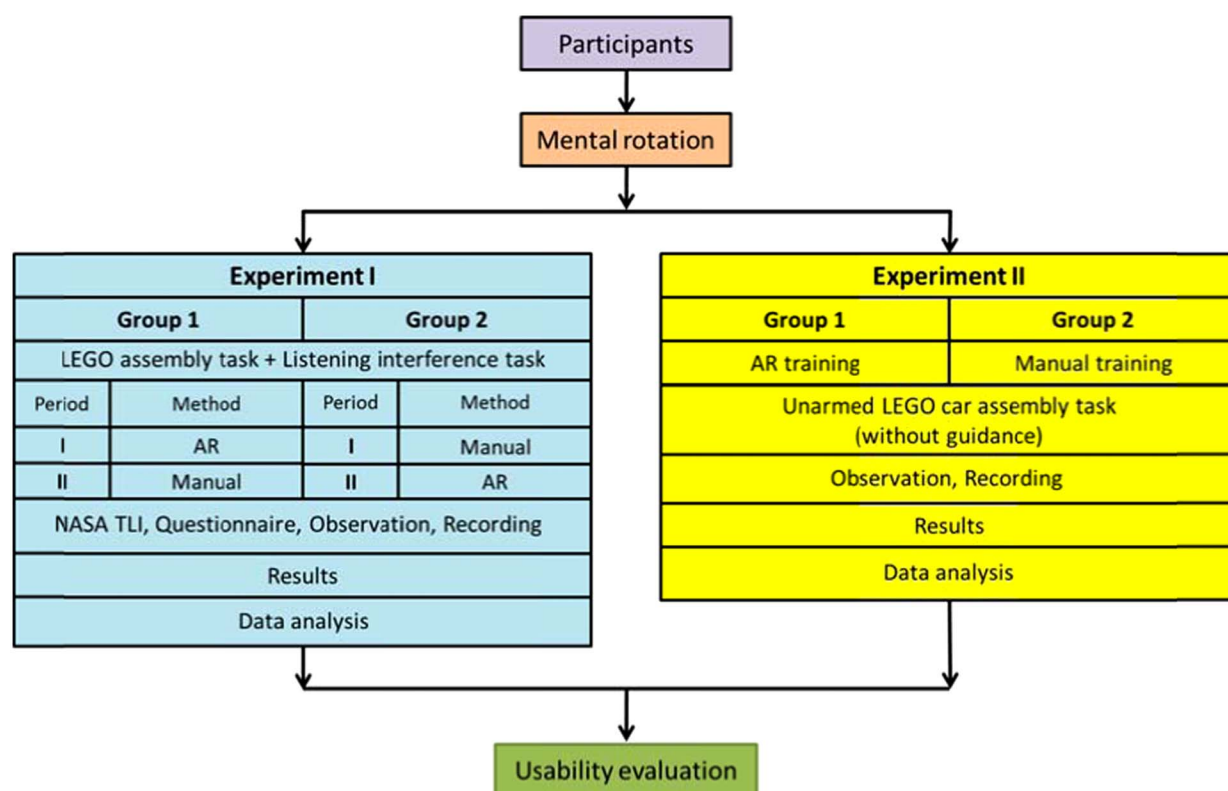 Participants
Mental rotation
Experiment I
Group 1 Group 2
LEGO assembly task + Listening interference task
Period Method Period Method
I AR I Manual
II Manual II AR
NASA TLI, Questionnaire, Observation, Recording
Results
Data analysis
Experiment II
Group 1 Group 2
AR training Manual training
Unarmed LEGO car assembly task
(without guidance)
Observation, Recording
Results
Data analysis
Usability evaluation